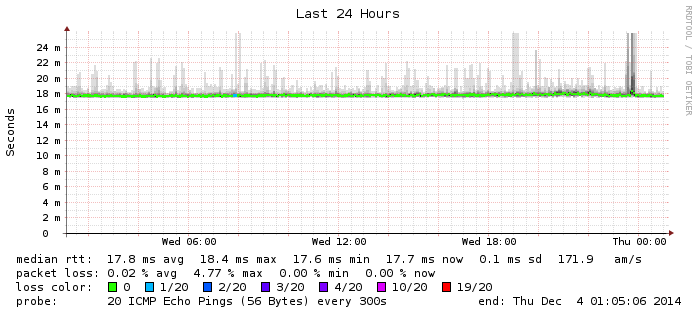 Last 24 Hours
RRDTOOL / TOBI OETIKER
Seconds
24 m
22 m
20 m
18 m
16 m
14 m
12 m
10 m
8 m
6 m
4 m
2 m
0
Wed 06:00 Wed 12:00 Wed 18:00 Thu 00:00
median rtt: 17.8 ms avg 18.4 ms max 17.6 ms min 17.7 ms now 0.1 ms sd 171.9 am/s
packet loss: 0.02 % avg 4.77 % max 0.00 % min 0.00 % now
loss color: 0 1/20 2/20 3/20 4/20 10/20 19/20
probe: 20 ICMP Echo Pings (56 Bytes) every 300s end: Thu Dec 4 01:05:06 2014